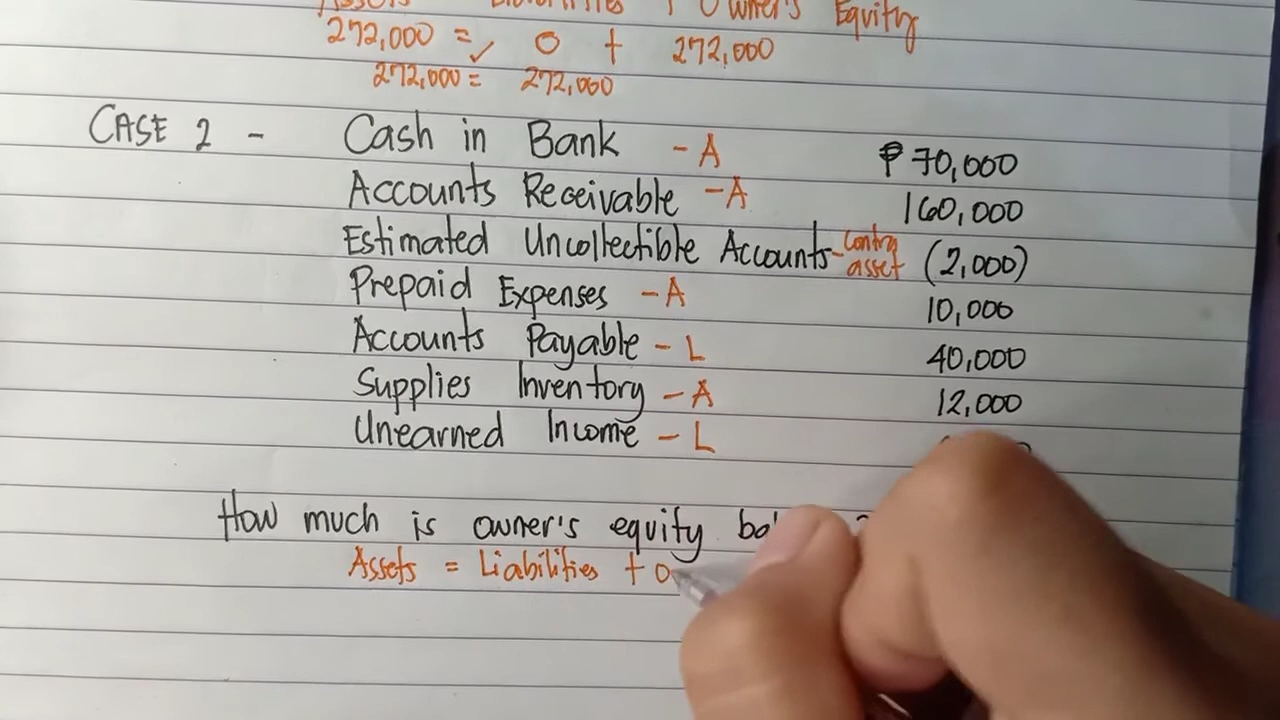 Owner's Equity
272,000 = ✓ 0 + 272,000
272,000 = 272,000
CASE 2 - Cash in Bank - A ₱ 70,000
Accounts Receivable - A 160,000
Estimated Uncollectible Accounts - contra asset (2,000)
Prepaid Expenses - A 10,000
Accounts Payable - L 40,000
Supplies Inventory - A 12,000
Unearned Income - L
How much is owner's equity
Assets = Liabilities + O